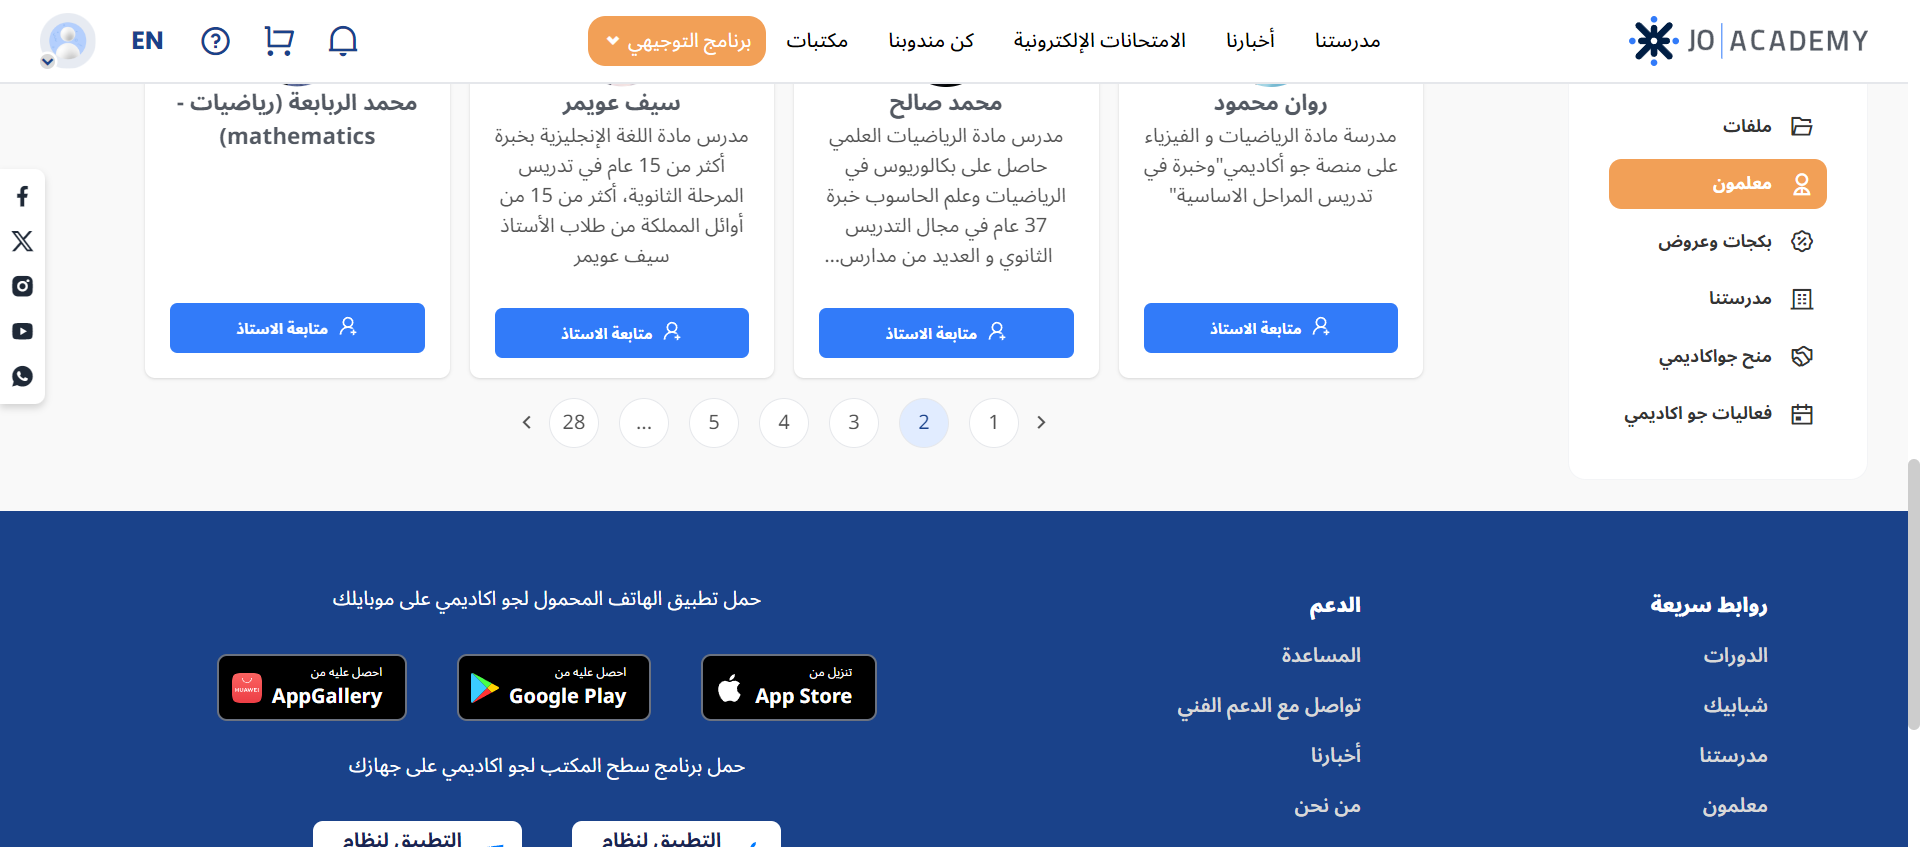 JO ACADEMY
مدرستنا
أخبارنا
الامتحانات الإلكترونية
كن مندوبنا
مكتبات
برنامج التوجيهي
EN
ملفات
معلمون
بكجات وعروض
مدرستنا
منح جواكاديمي
فعاليات جو اكاديمي
روان محمود
مدرسة مادة الرياضيات و الفيزياء
على منصة جو أكاديمي"وخبرة في
تدريس المراحل الاساسية"
متابعة الاستاذ
محمد صالح
مدرس مادة الرياضيات العلمي
حاصل على بكالوريوس في
الرياضيات وعلم الحاسوب خبرة
37 عام في مجال التدريس
الثانوي و العديد من مدارس...
متابعة الاستاذ
سيف عويمر
مدرس مادة اللغة الإنجليزية بخبرة
أكثر من 15 عام في تدريس
المرحلة الثانوية، أكثر من 15 من
أوائل المملكة من طلاب الأستاذ
سيف عويمر
متابعة الاستاذ
محمد الربابعة (رياضيات -
mathematics)
متابعة الاستاذ
1 2 3 4 5 ... 28
روابط سريعة
الدورات
شبابيك
مدرستنا
معلمون
الدعم
المساعدة
تواصل مع الدعم الفني
أخبارنا
من نحن
حمل تطبيق الهاتف المحمول لجو اكاديمي على موبايلك
تنزيل من
App Store
احصل عليه من
Google Play
احصل عليه من
AppGallery
HUAWEI
حمل برنامج سطح المكتب لجو اكاديمي على جهازك
التطبيق لنظام
التطبيق لنظام